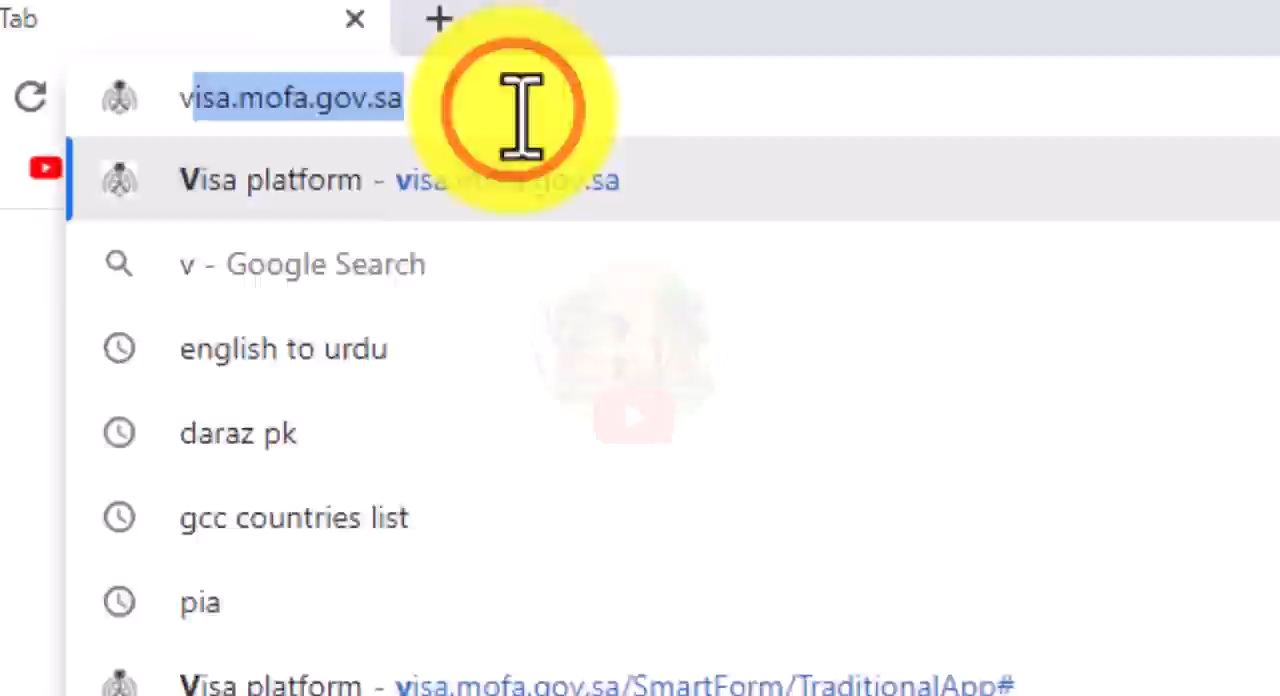 Tab
visa.mofa.gov.sa
Visa platform - visa.mofa.gov.sa
v - Google Search
english to urdu
daraz pk
gcc countries list
pia
Visa platform - visa.mofa.gov.sa/SmartForm/TraditionalApp#